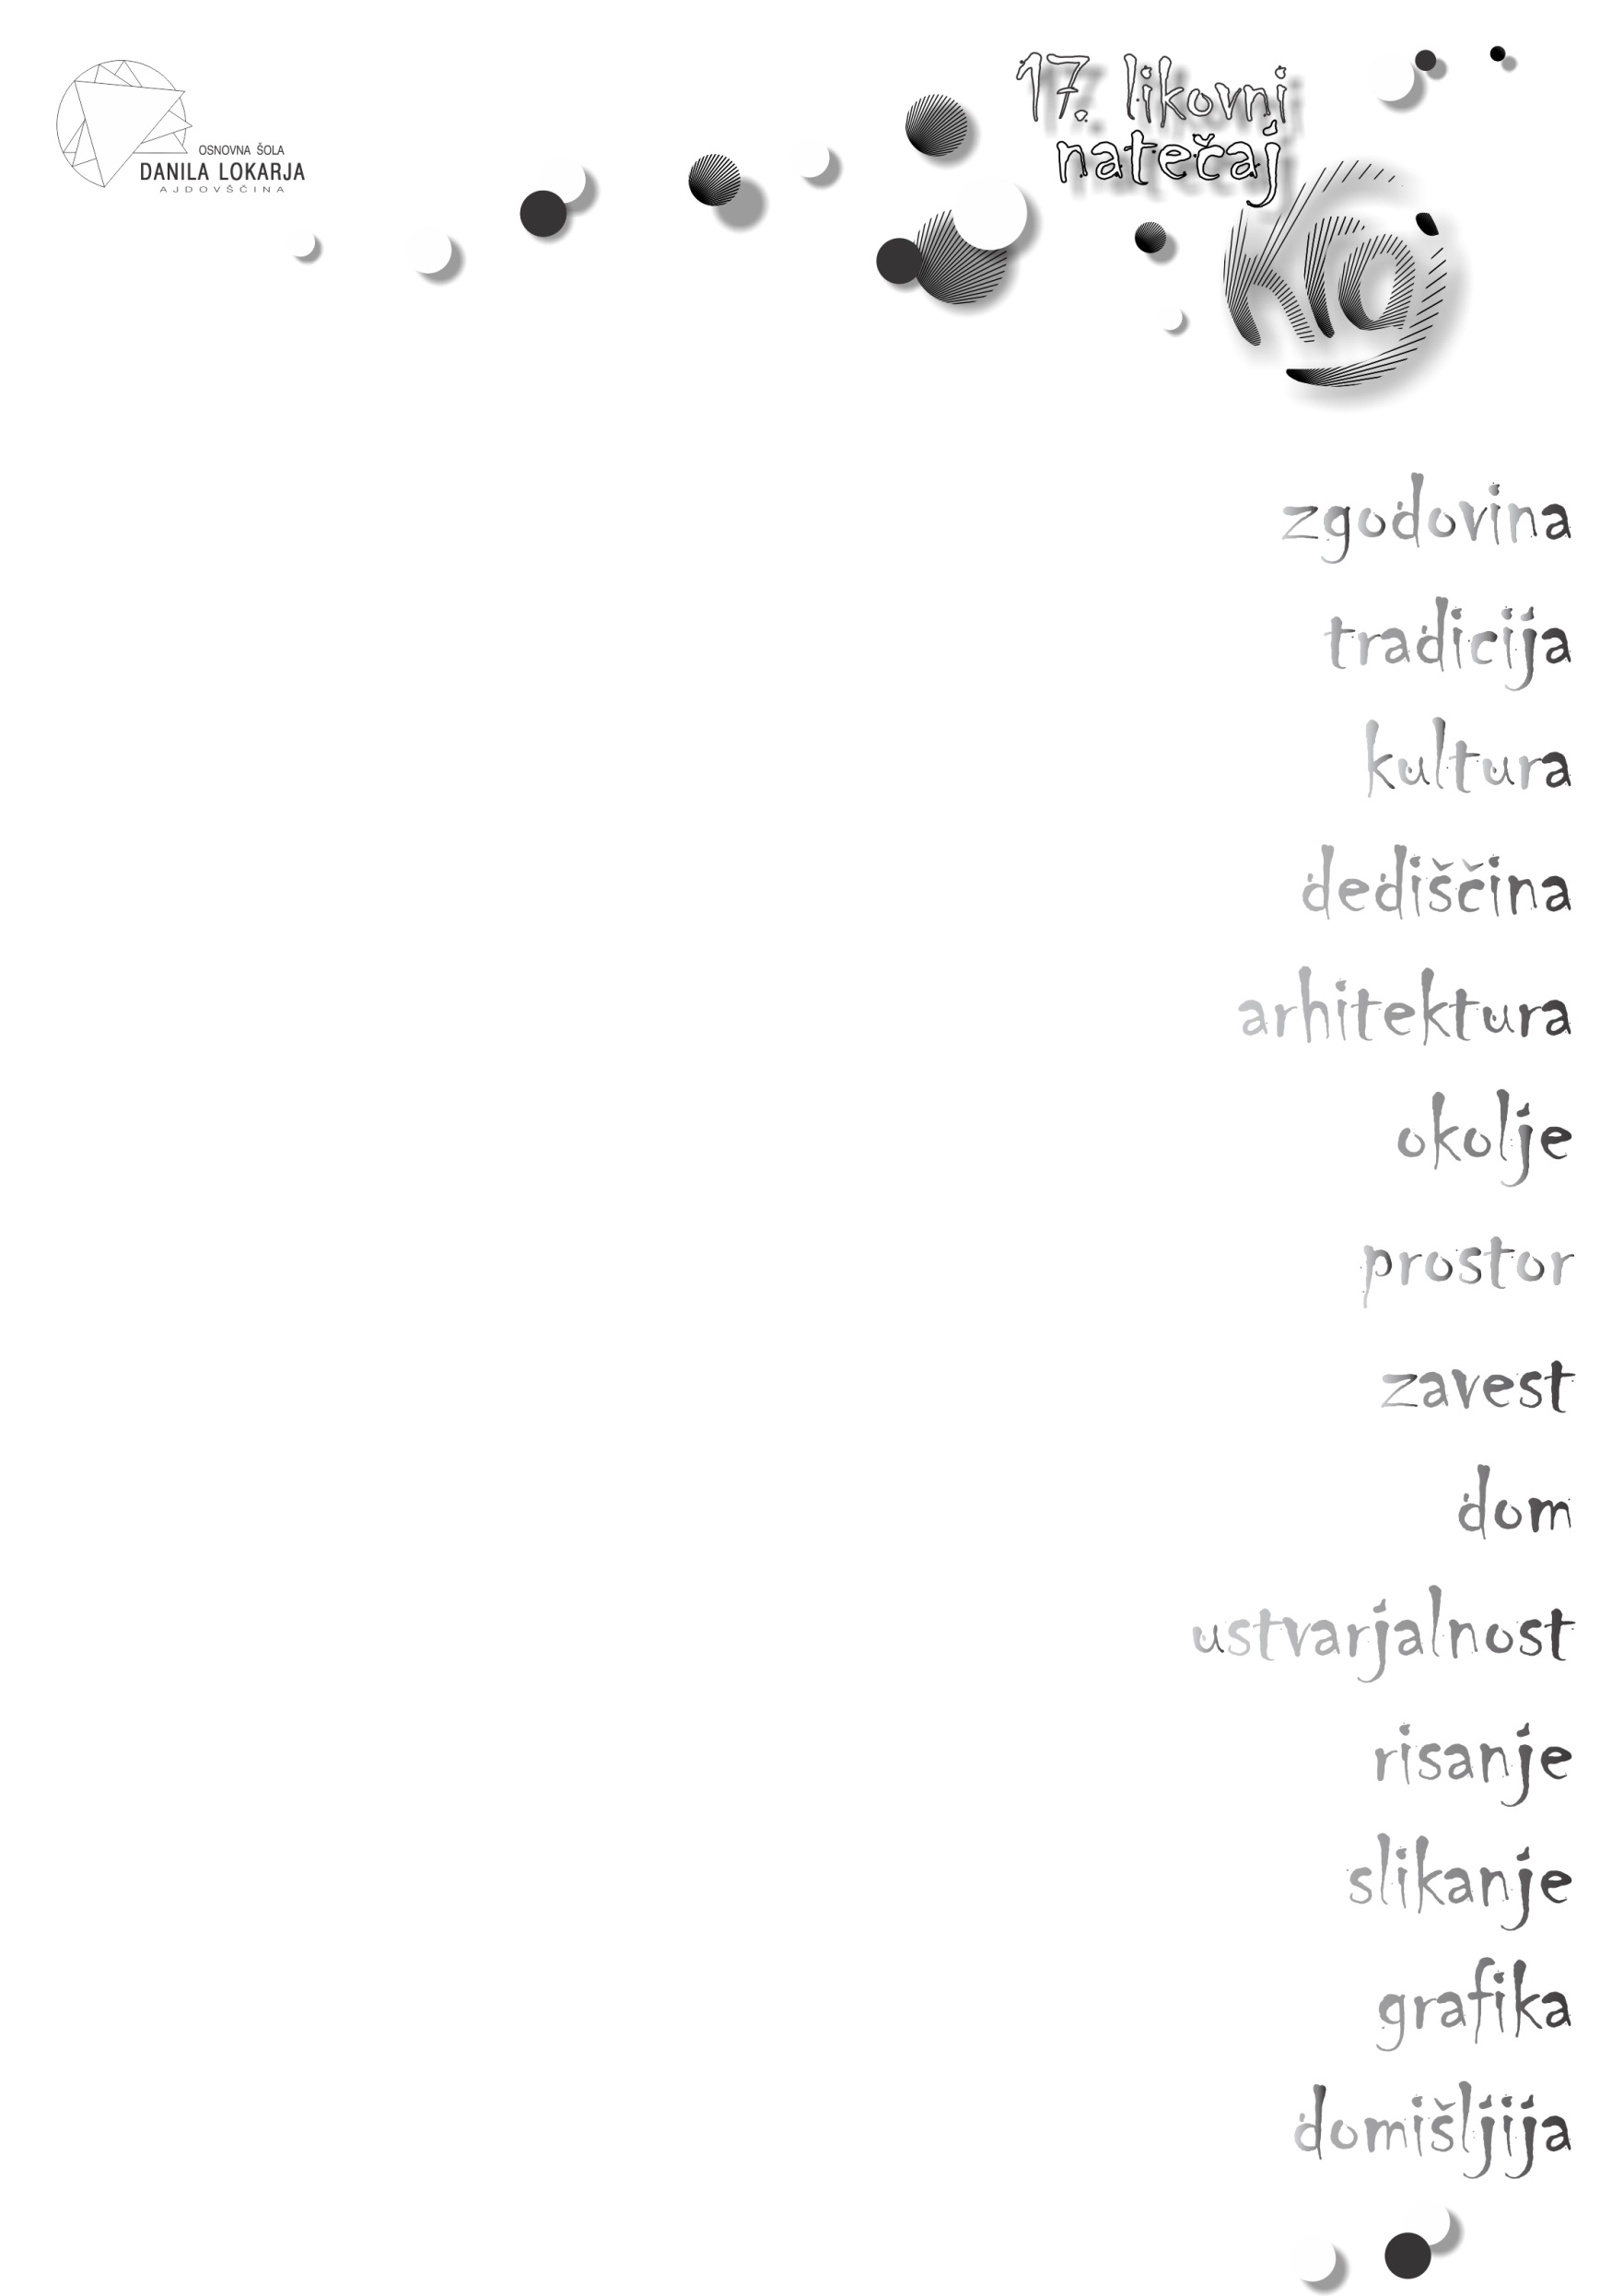 OSNOVNA ŠOLA
DANILA LOKARJA
AJDOVŠČINA
17. likovni
natečaj
Kraj
zgodovina
tradicija
kultura
dediščina
arhitektura
okolje
prostor
zavest
dom
ustvarjalnost
risanje
slikanje
grafika
domišljija